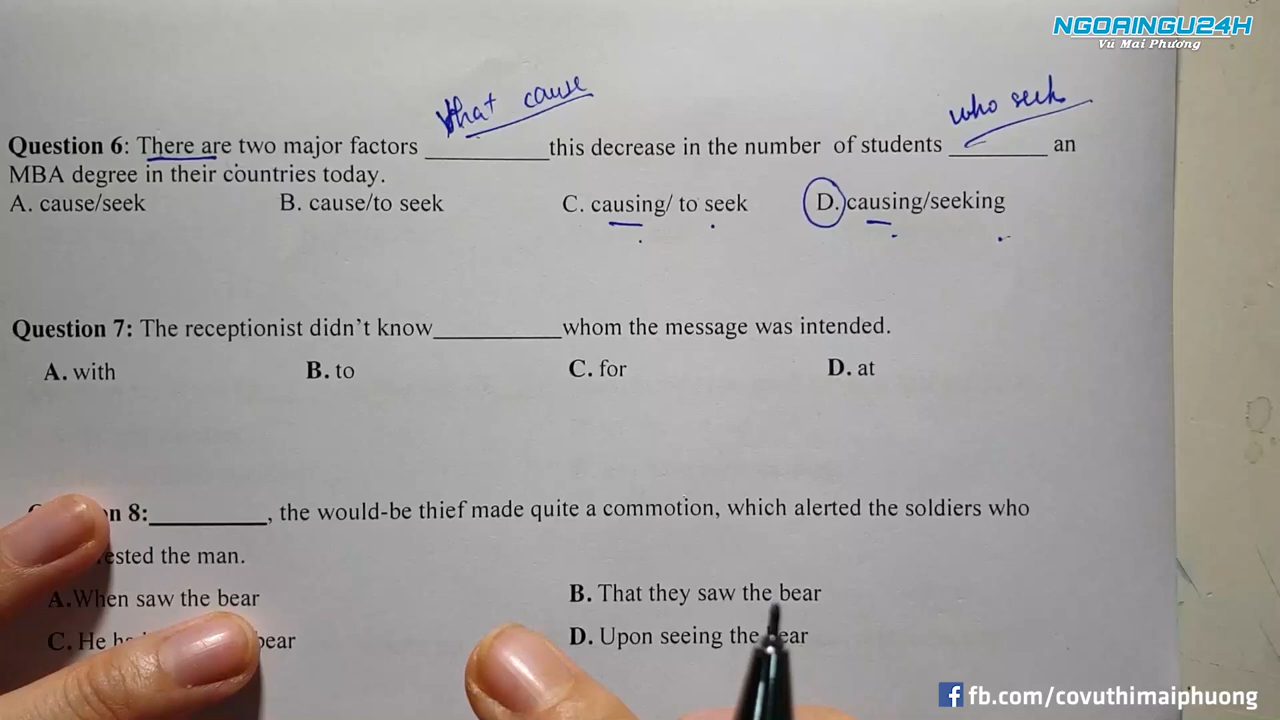 NGOAINGU24H
Vũ Mai Phương
that cause
who seek
Question 6: There are two major factors __________this decrease in the number of students ________ an
MBA degree in their countries today.
A. cause/seek B. cause/to seek C. causing/ to seek D. causing/seeking
Question 7: The receptionist didn't know__________whom the message was intended.
A. with B. to C. for D. at
n 8:__________, the would-be thief made quite a commotion, which alerted the soldiers who
the man.
A.When saw the bear B. That they saw the bear
C. He bear D. Upon seeing the bear
fb.com/covuthimaiphuong